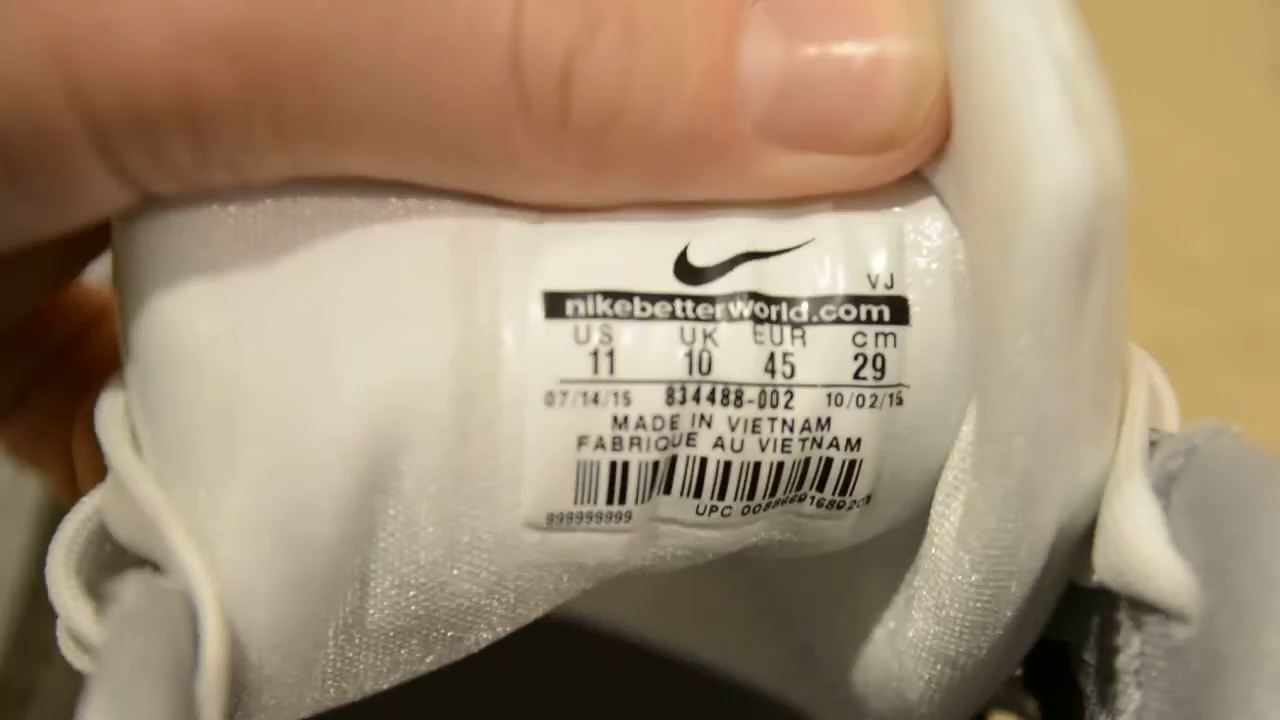 VJ
nikebetterworld.com
US UK EUR cm
11 10 45 29
07/14/15 834488-002 10/02/15
MADE IN VIETNAM
FABRIQUE AU VIETNAM
999999999 UPC